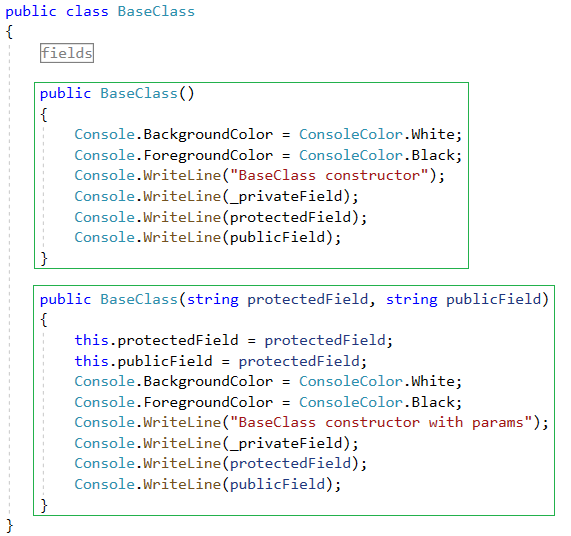 public class BaseClass
{
fields
public BaseClass()
{
Console.BackgroundColor = ConsoleColor.White;
Console.ForegroundColor = ConsoleColor.Black;
Console.WriteLine("BaseClass constructor");
Console.WriteLine(_privateField);
Console.WriteLine(protectedField);
Console.WriteLine(publicField);
}
public BaseClass(string protectedField, string publicField)
{
this.protectedField = protectedField;
this.publicField = protectedField;
Console.BackgroundColor = ConsoleColor.White;
Console.ForegroundColor = ConsoleColor.Black;
Console.WriteLine("BaseClass constructor with params");
Console.WriteLine(_privateField);
Console.WriteLine(protectedField);
Console.WriteLine(publicField);
}
}